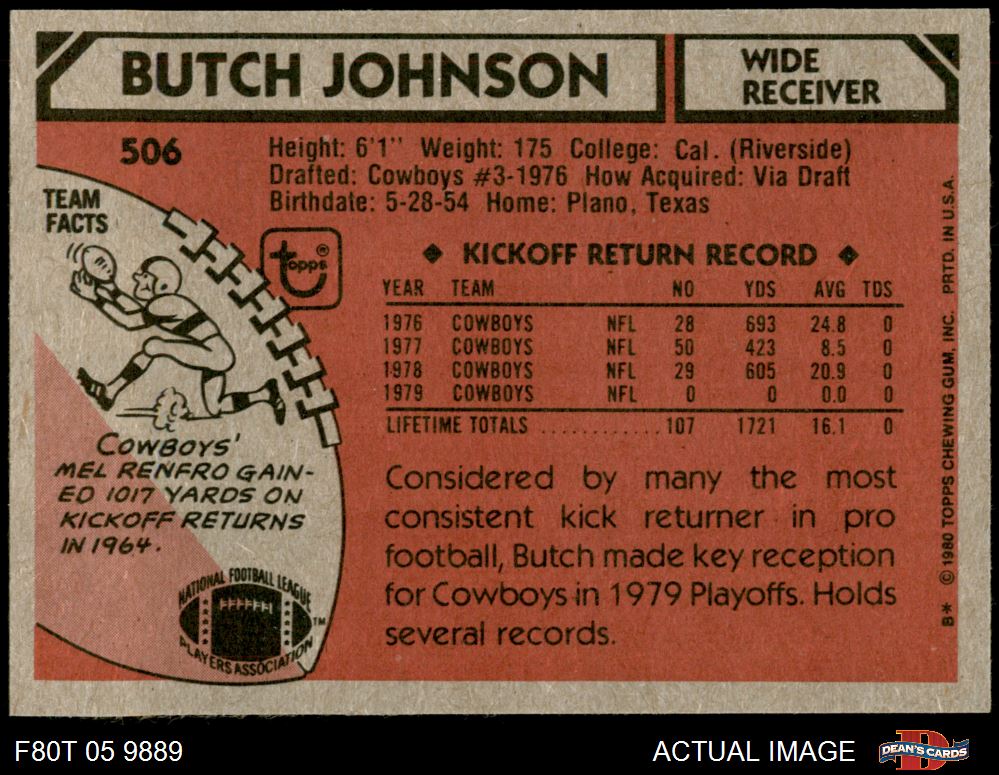 BUTCH JOHNSON
WIDE
RECEIVER
506
Height: 6'1'' Weight: 175 College: Cal. (Riverside)
Drafted: Cowboys #3-1976 How Acquired: Via Draft
Birthdate: 5-28-54 Home: Plano, Texas
TEAM
FACTS
topps®
◆ KICKOFF RETURN RECORD ◆
YEAR TEAM NO YDS AVG TDS
1976 COWBOYS NFL 28 693 24.8 0
1977 COWBOYS NFL 50 423 8.5 0
1978 COWBOYS NFL 29 605 20.9 0
1979 COWBOYS NFL 0 0 0.0 0
LIFETIME TOTALS ............ 107 1721 16.1 0
COWBOYS'
MEL RENFRO GAIN-
ED 1017 YARDS ON
KICKOFF RETURNS
IN 1964.
NATIONAL FOOTBALL LEAGUE
PLAYERS ASSOCIATION
TM
Considered by many the most
consistent kick returner in pro
football, Butch made key reception
for Cowboys in 1979 Playoffs. Holds
several records.
B* © 1980 TOPPS CHEWING GUM, INC. PRTD. IN U.S.A.
F80T 05 9889
ACTUAL IMAGE
D
DEAN'S CARDS